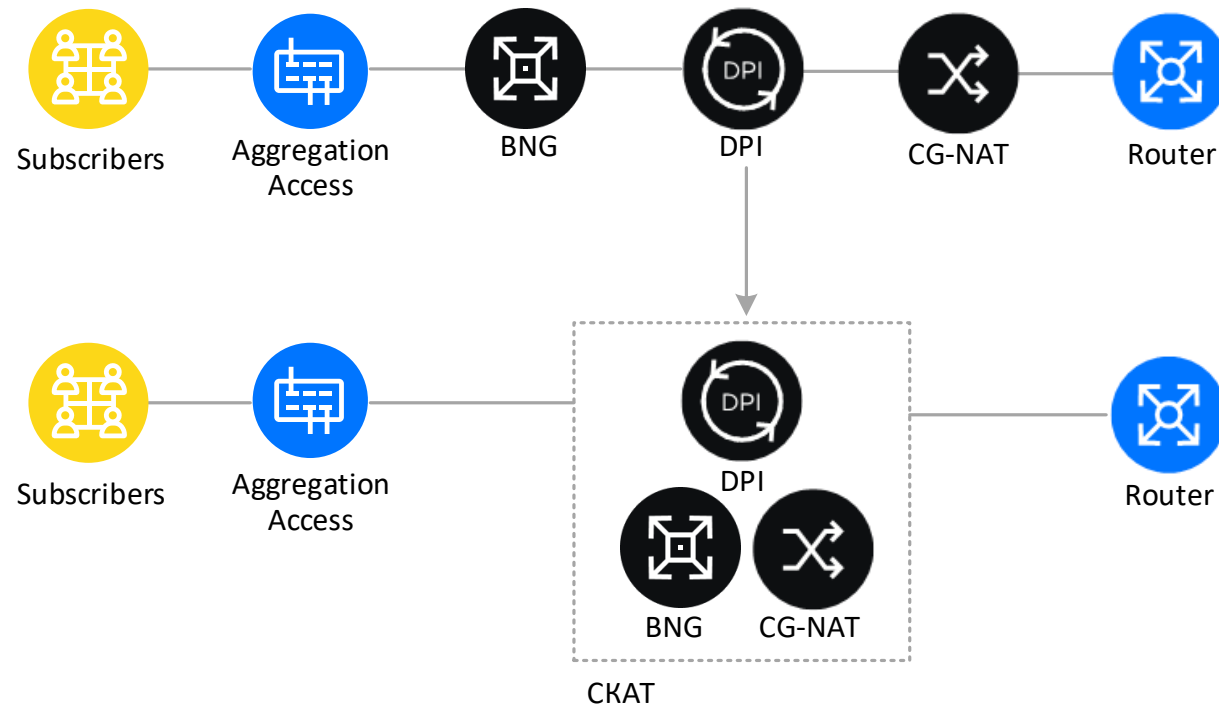 DPI
Subscribers
Aggregation
Access
BNG
DPI
CG-NAT
Router
DPI
Subscribers
Aggregation
Access
DPI
Router
BNG
CG-NAT
СКАТ